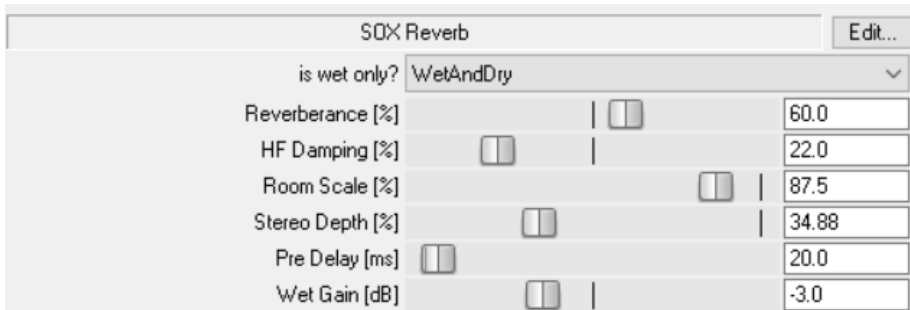 SOX Reverb Edit...
is wet only? WetAndDry
Reverberance [%] 60.0
HF Damping [%] 22.0
Room Scale [%] 87.5
Stereo Depth [%] 34.88
Pre Delay [ms] 20.0
Wet Gain [dB] -3.0